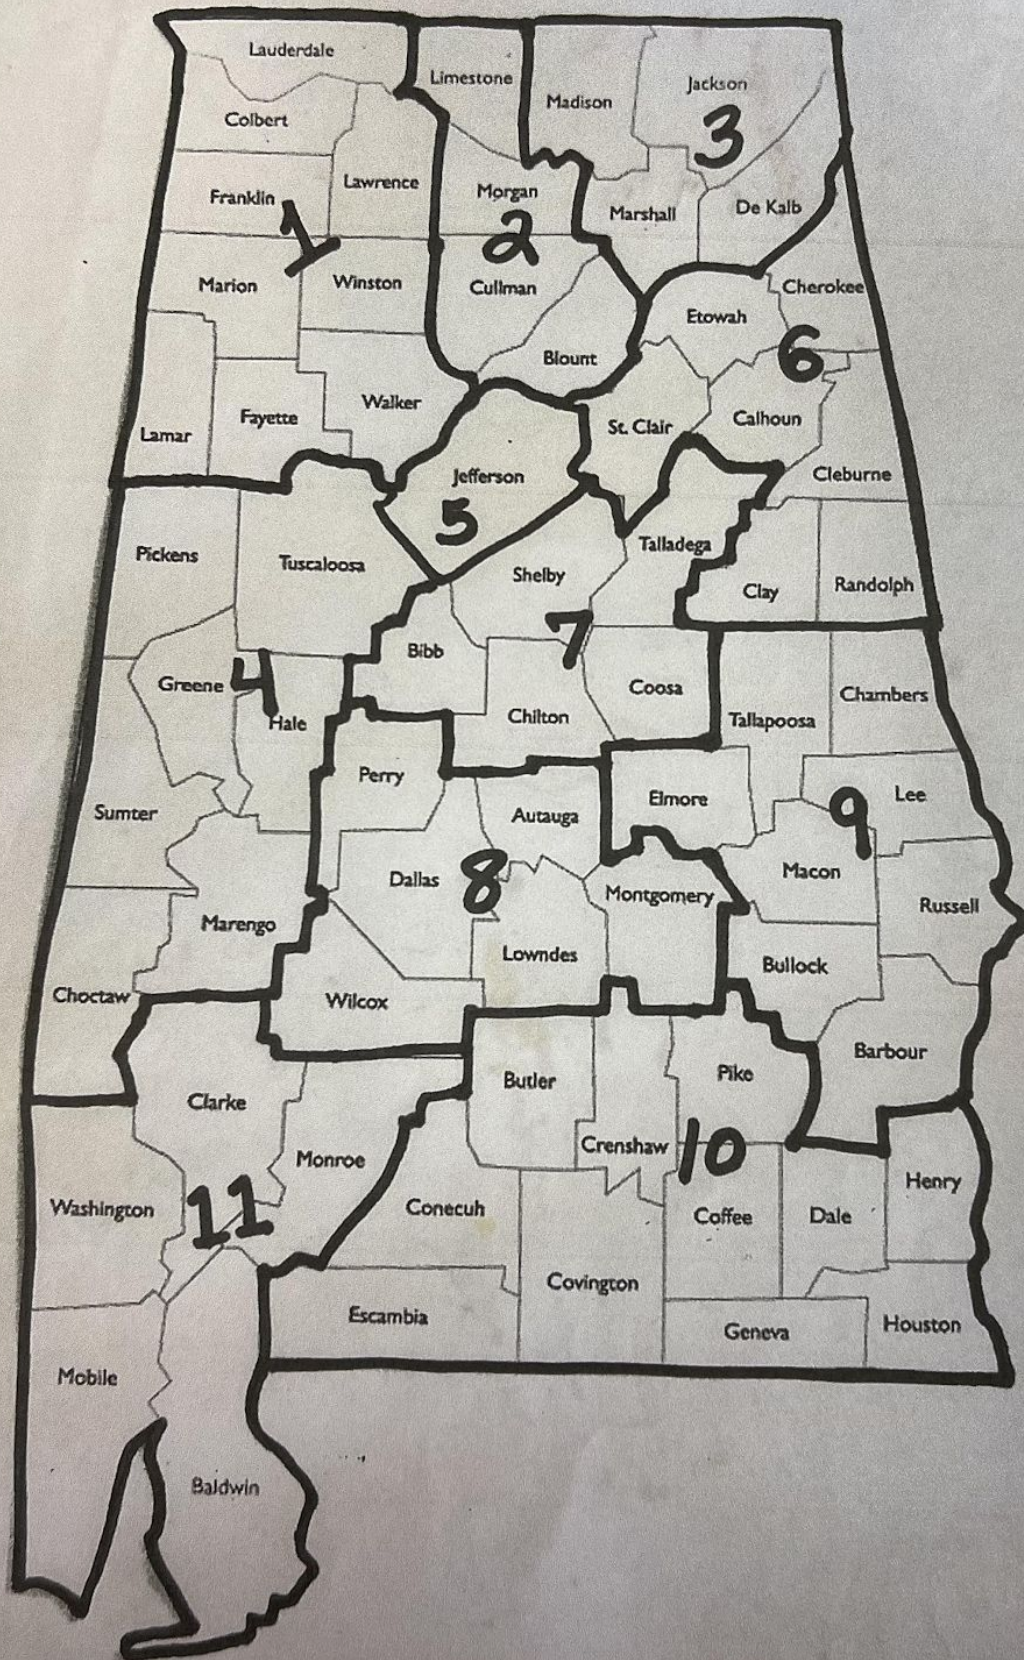 Lauderdale
Limestone
Madison
Jackson
3
Colbert
Franklin
Lawrence
Morgan
Marshall
De Kalb
1
2
Marion
Winston
Cullman
Cherokee
Etowah
6
Blount
Lamar
Fayette
Walker
St. Clair
Calhoun
Jefferson
5
Cleburne
Pickens
Tuscaloosa
Shelby
Talladega
Clay
Randolph
7
Bibb
Greene
4
Hale
Chilton
Coosa
Tallapoosa
Chambers
Perry
Sumter
Autauga
Elmore
9
Lee
Dallas
8
Montgomery
Macon
Russell
Marengo
Lowndes
Bullock
Choctaw
Wilcox
Barbour
Clarke
Butler
Pike
Crenshaw
10
Monroe
Washington
11
Conecuh
Coffee
Dale
Henry
Covington
Escambia
Geneva
Houston
Mobile
Baldwin